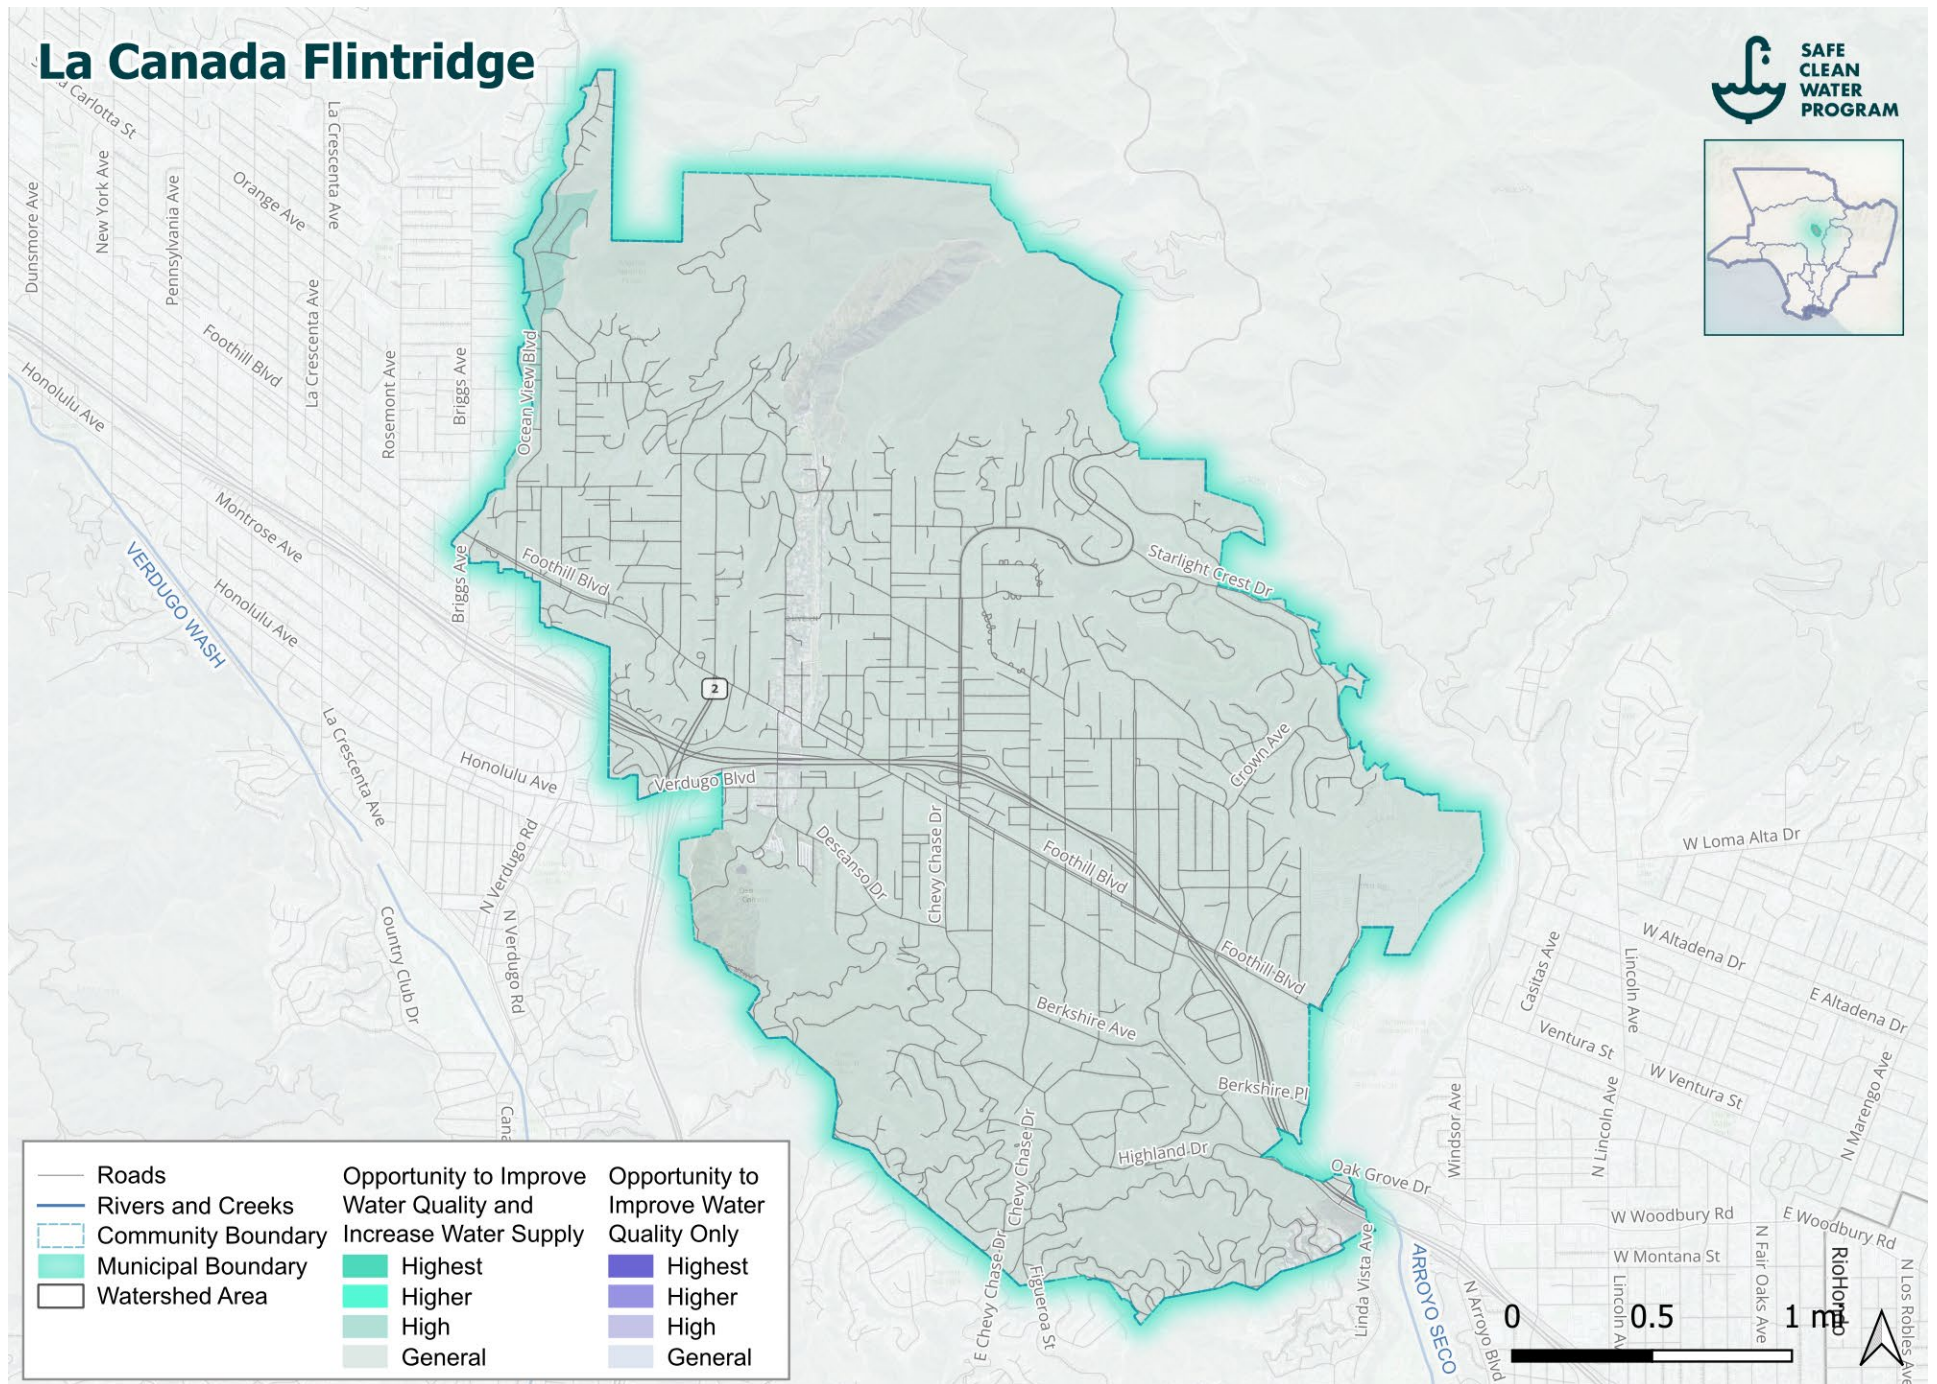 La Canada Flintridge
SAFE
CLEAN
WATER
PROGRAM
Carlotta St
La Crescenta Ave
New York Ave
Orange Ave
Dunsmore Ave
Pennsylvania Ave
La Crescenta Ave
Foothill Blvd
Honolulu Ave
Rosemont Ave
Briggs Ave
Ocean View Blvd
Montrose Ave
VERDUGO WASH
Honolulu Ave
Briggs Ave
Foothill Blvd
Starlight Crest Dr
2
La Crescenta Ave
Honolulu Ave
Verdugo Blvd
Crown Ave
N Verdugo Rd
Descanso Dr
Chevy Chase Dr
Foothill Blvd
W Loma Alta Dr
Country Club Dr
N Verdugo Rd
Foothill Blvd
Casitas Ave
Lincoln Ave
W Altadena Dr
E Altadena Dr
Berkshire Ave
Ventura St
W Ventura St
Berkshire Pl
Windsor Ave
N Lincoln Ave
N Marengo Ave
Cana
Chevy Chase Dr
Highland Dr
Oak Grove Dr
W Woodbury Rd
E Woodbury Rd
W Montana St
N Fair Oaks Ave
E Chevy Chase Dr
Figueroa St
Linda Vista Ave
ARROYO SECO
N Arroyo Blvd
Lincoln Av
RioHondo
N Los Robles Ave
Roads
Rivers and Creeks
Community Boundary
Municipal Boundary
Watershed Area
Opportunity to Improve
Water Quality and
Increase Water Supply
Highest
Higher
High
General
Opportunity to
Improve Water
Quality Only
Highest
Higher
High
General
0 0.5 1 mi